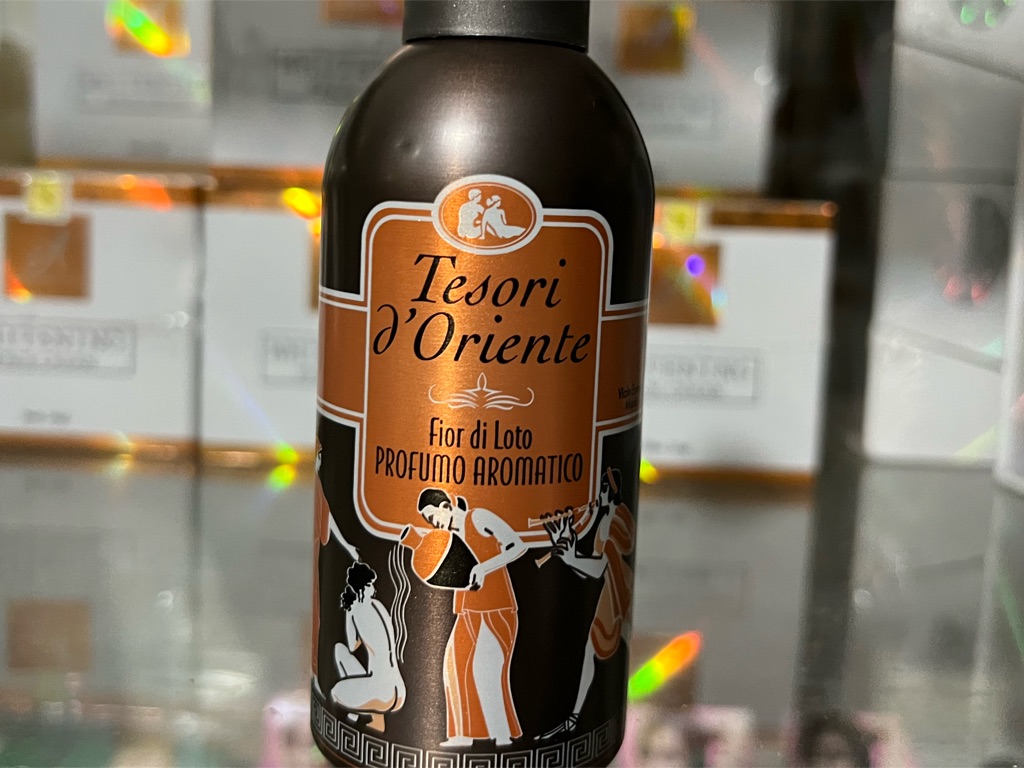 Tesori
d'Oriente
Fior di Loto
PROFUMO AROMATICO